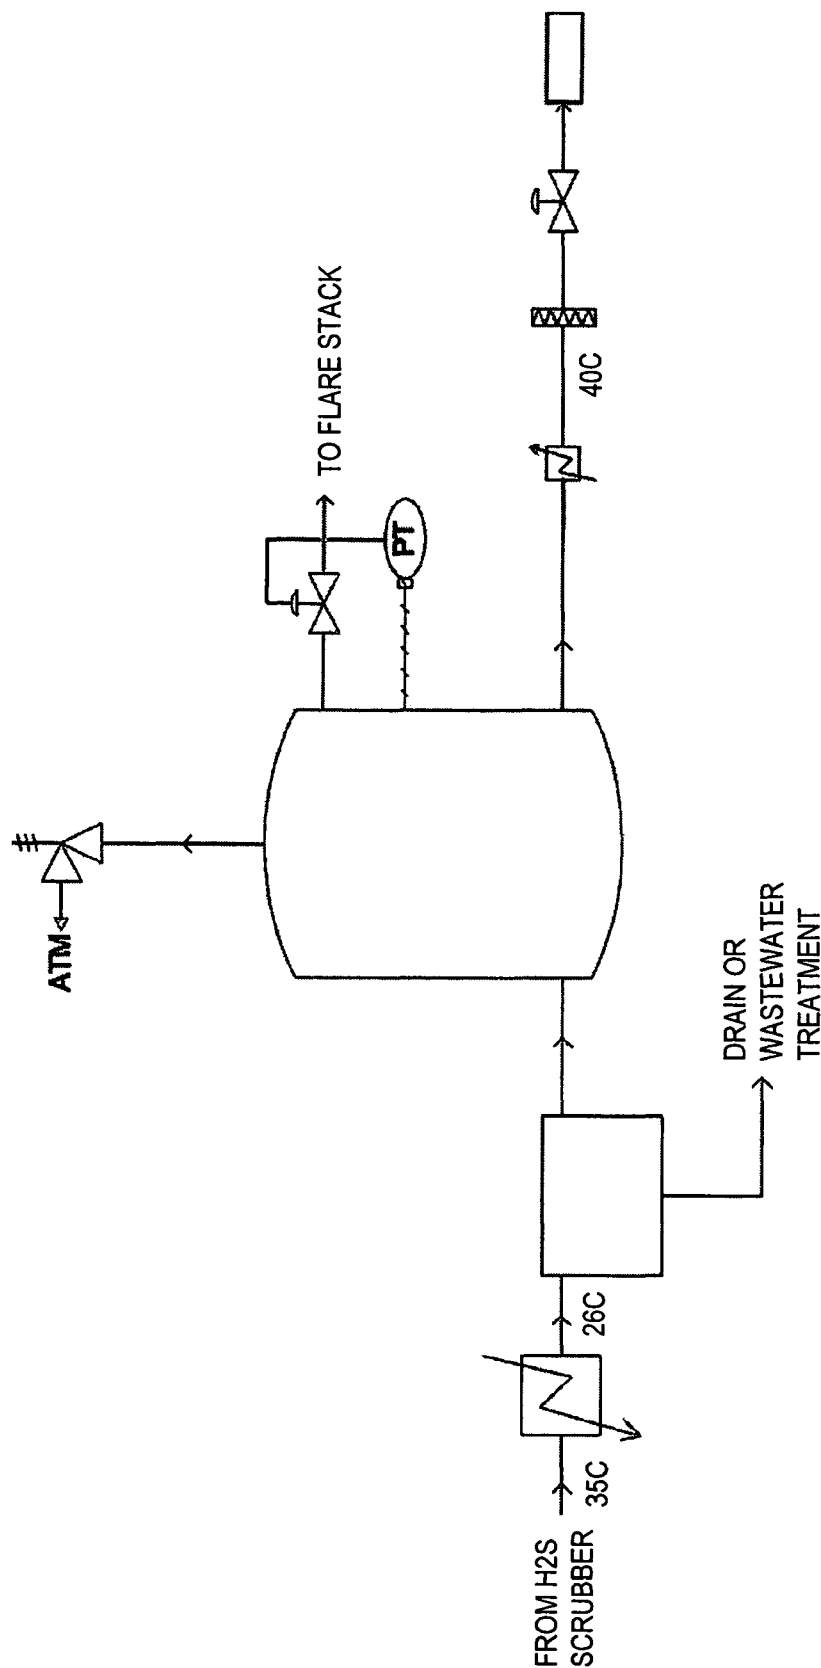 ATM
TO FLARE STACK
PT
FROM H2S
SCRUBBER
35C
26C
DRAIN OR
WASTEWATER
TREATMENT
40C